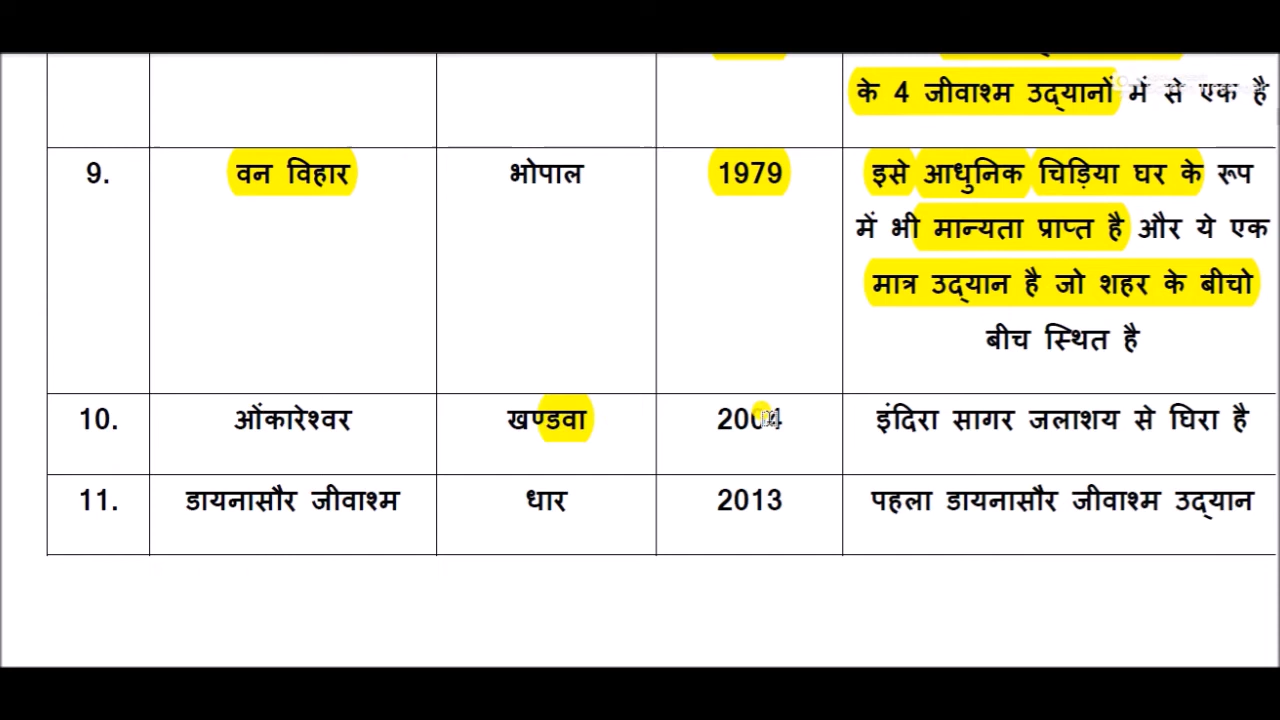 के 4 जीवाश्म उद्यानों में से एक है
9. वन विहार भोपाल 1979 इसे आधुनिक चिड़िया घर के रूप
में भी मान्यता प्राप्त है और ये एक
मात्र उद्यान है जो शहर के बीचो
बीच स्थित है
10. ओंकारेश्वर खण्डवा 2004 इंदिरा सागर जलाशय से घिरा है
11. डायनासौर जीवाश्म धार 2013 पहला डायनासौर जीवाश्म उद्यान